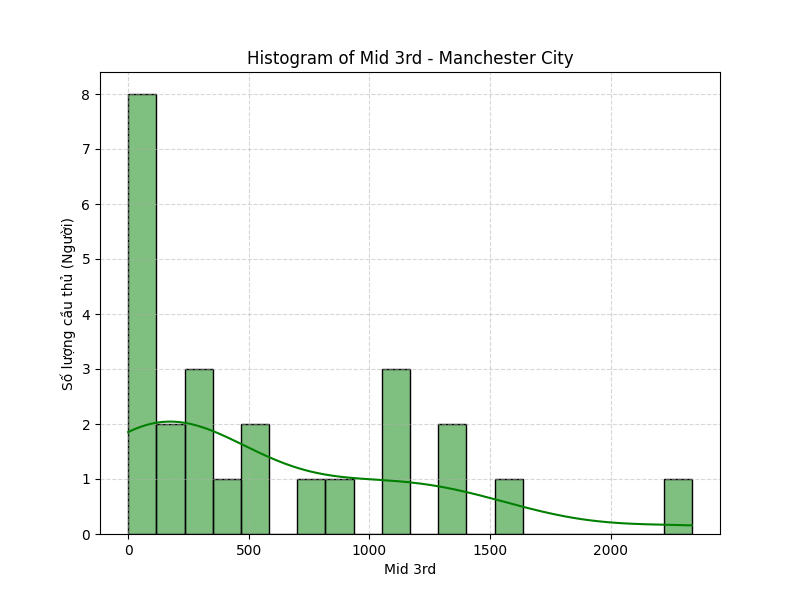 Histogram of Mid 3rd - Manchester City
Số lượng cầu thủ (Người)
8
7
6
5
4
3
2
1
0
0 500 1000 1500 2000
Mid 3rd